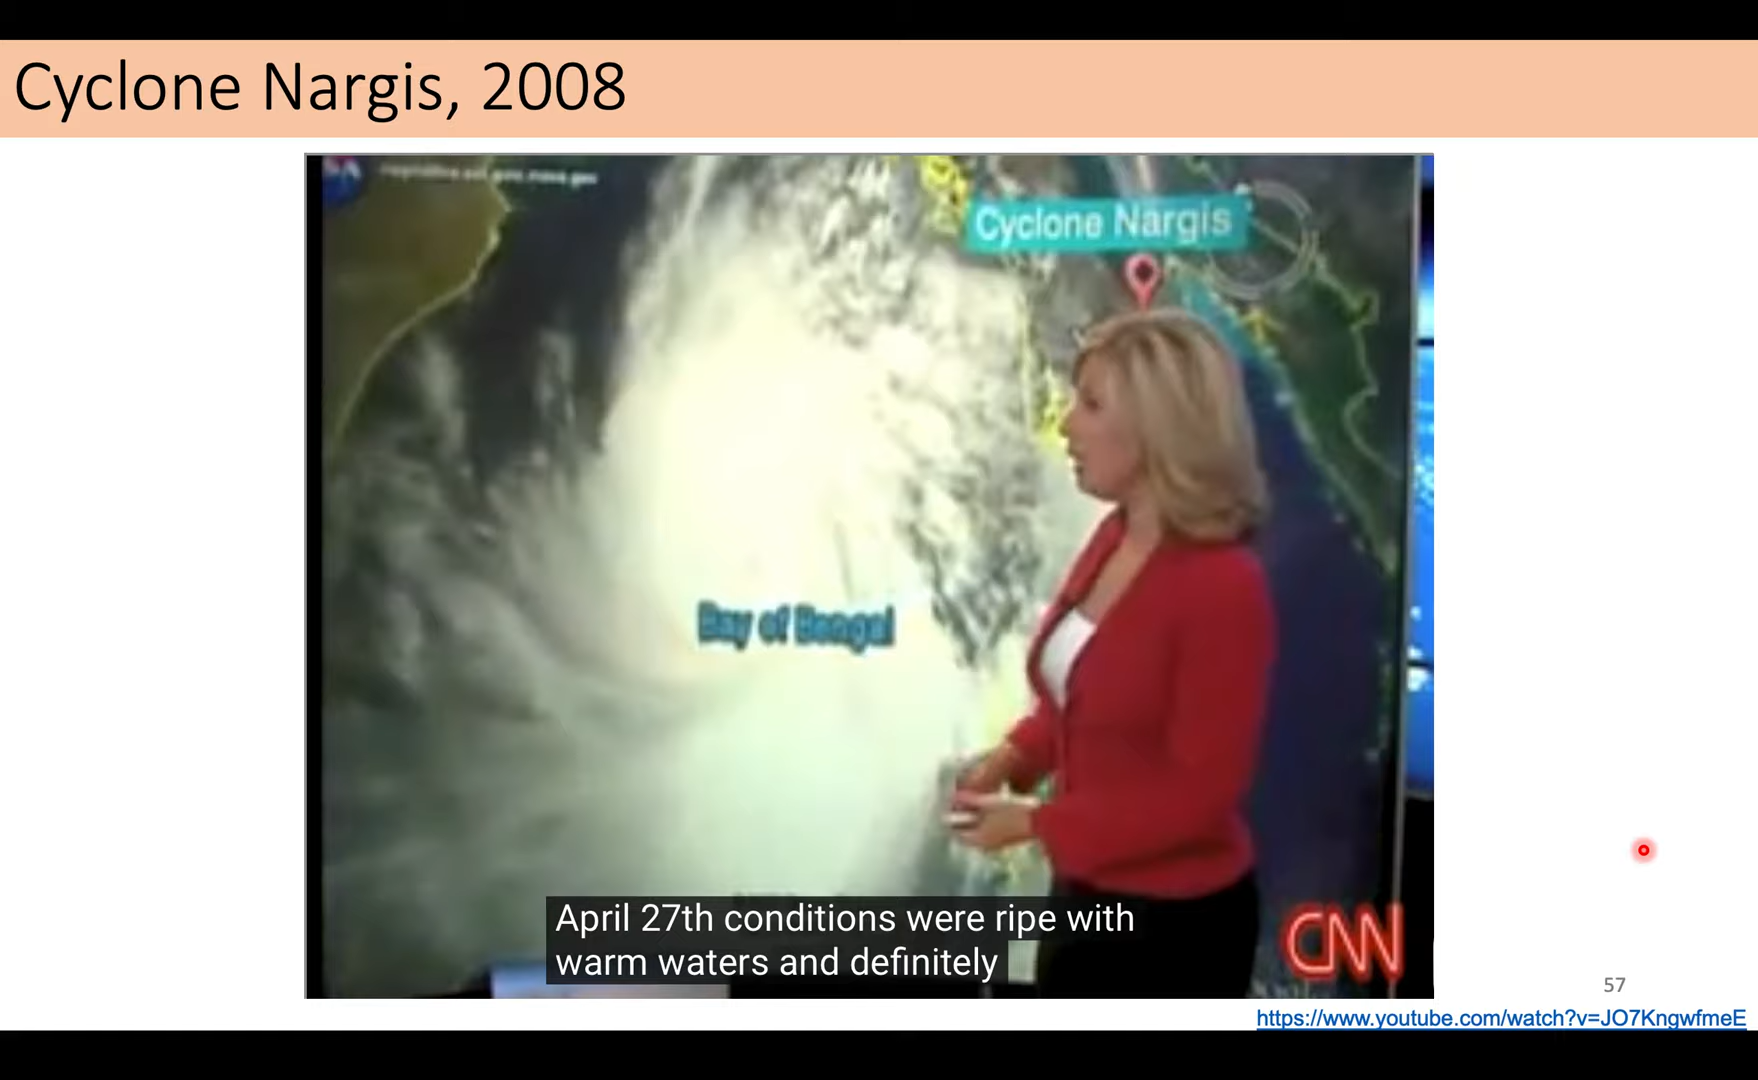 Cyclone Nargis, 2008
Cyclone Nargis
Bay of Bengal
April 27th conditions were ripe with
warm waters and definitely
CNN
57
https://www.youtube.com/watch?v=JO7KngwfmeE